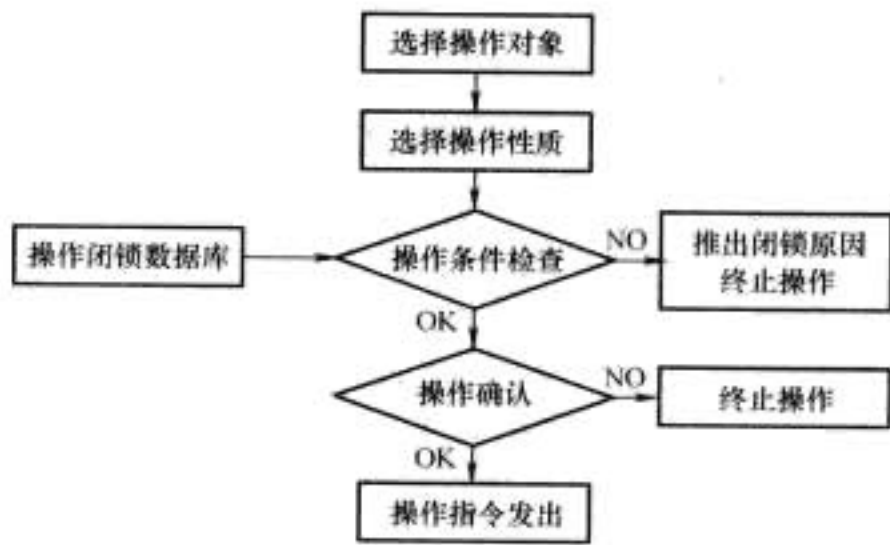 选择操作对象
选择操作性质
操作闭锁数据库
操作条件检查
NO
推出闭锁原因
终止操作
OK
操作确认
NO
终止操作
OK
操作指令发出